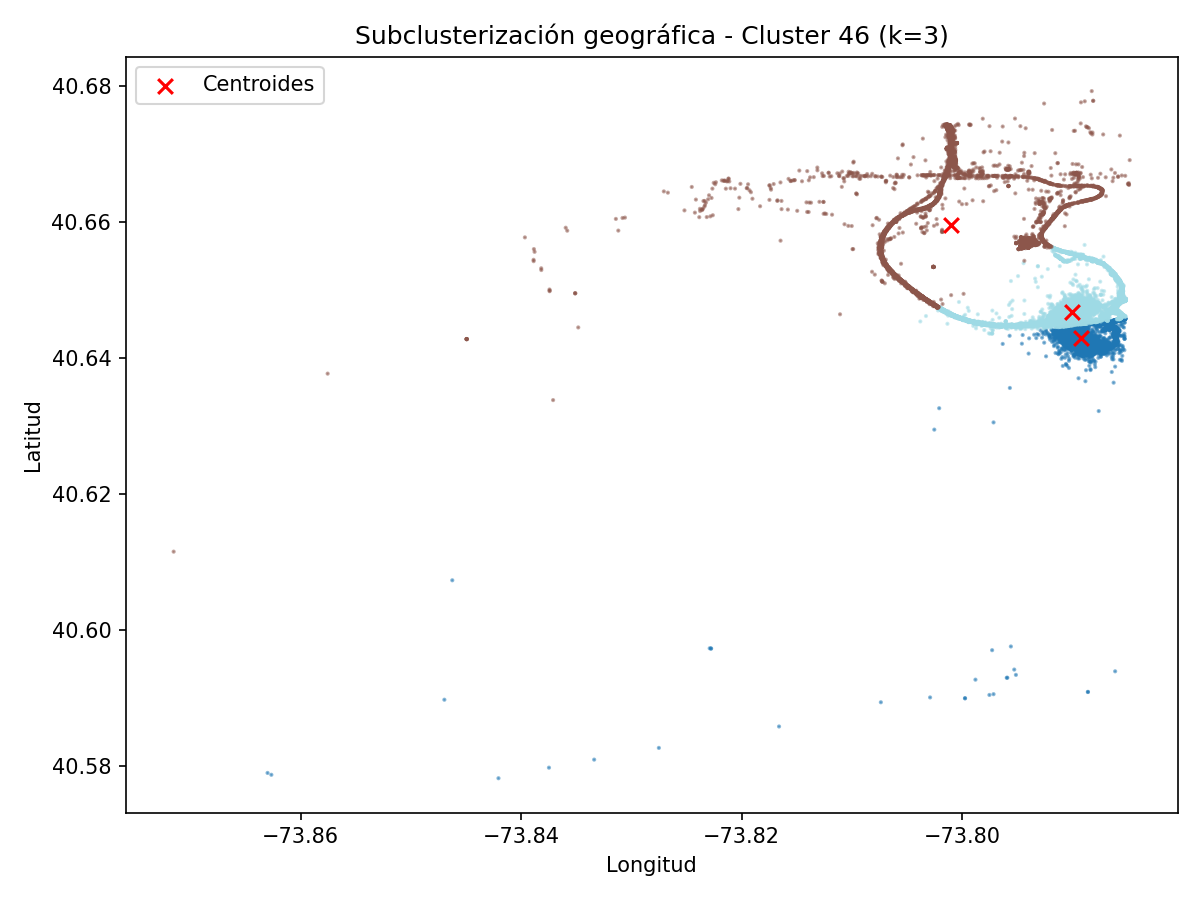 Subclusterización geográfica - Cluster 46 (k=3)
Centroides
40.68
40.66
40.64
40.62
40.60
40.58
Latitud
−73.86
−73.84
−73.82
−73.80
Longitud